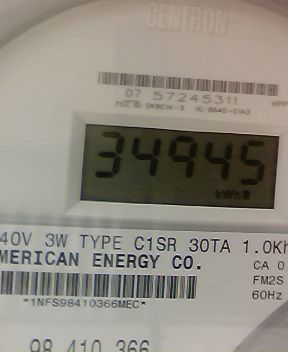 CENTRON
07 57245311
34945
kWh
40V 3W TYPE C1SR 30TA 1.0Kh
MERICAN ENERGY CO.
CA 0
FM2S
60Hz
*1NFS98410366MEC*
98 410 366